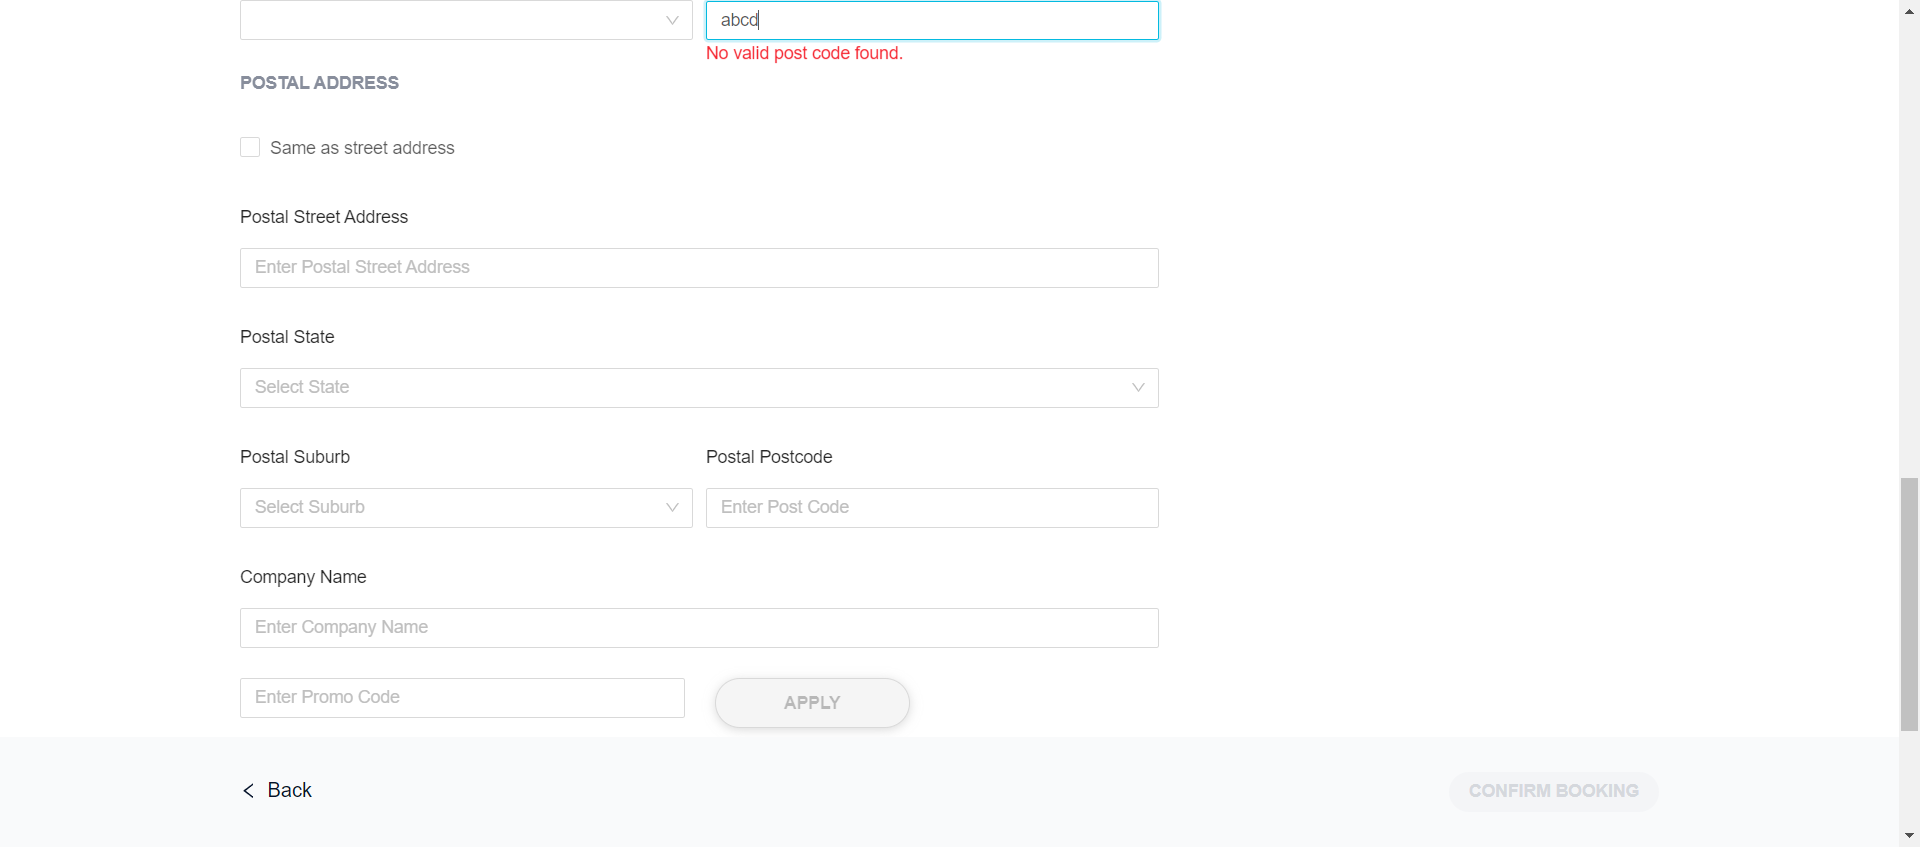 abcd
No valid post code found.
POSTAL ADDRESS
Same as street address
Postal Street Address
Enter Postal Street Address
Postal State
Select State
Postal Suburb Postal Postcode
Select Suburb Enter Post Code
Company Name
Enter Company Name
Enter Promo Code APPLY
Back CONFIRM BOOKING